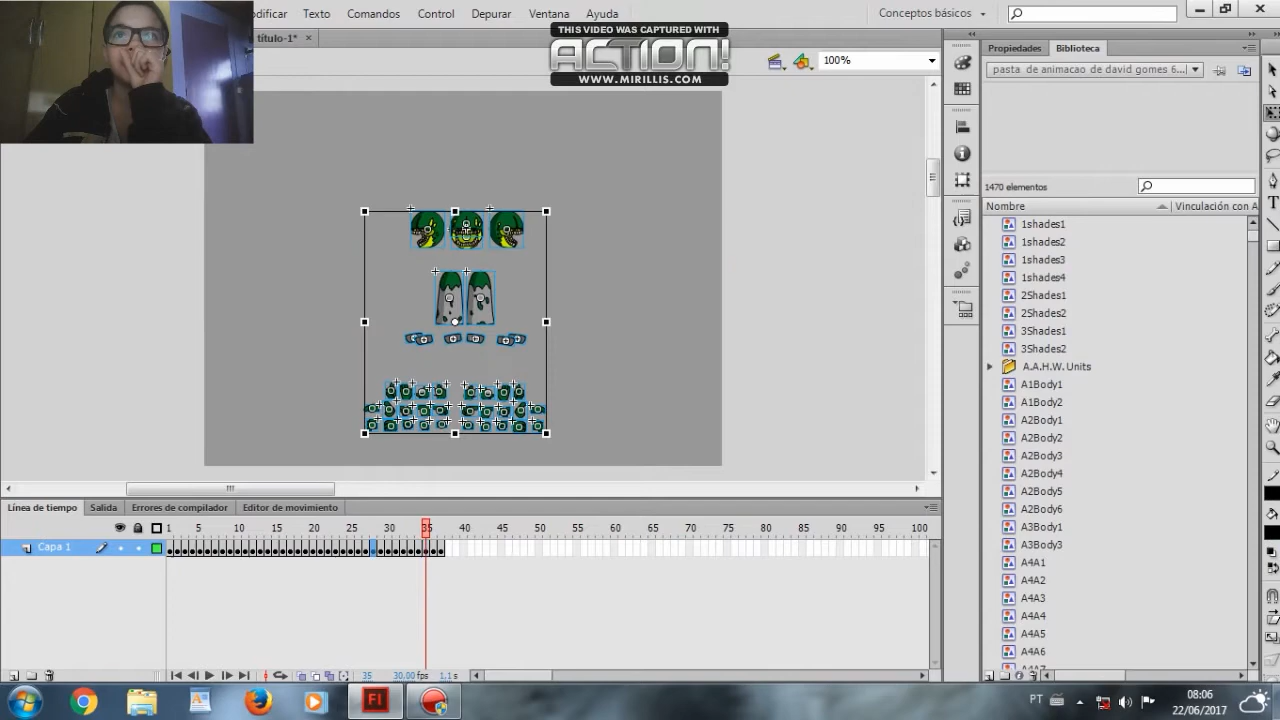 odificar Texto Comandos Control Depurar Ventana Ayuda
Conceptos básicos
título-1*
THIS VIDEO WAS CAPTURED WITH
ACTION!
WWW.MIRILLIS.COM
100%
Propiedades Biblioteca
pasta de animacao de david gomes 6...
1470 elementos
Nombre Vinculación con A
1shades1
1shades2
1shades3
1shades4
2Shades1
2Shades2
3Shades1
3Shades2
A.A.H.W. Units
A1Body1
A1Body2
A2Body1
A2Body2
A2Body3
A2Body4
A2Body5
A2Body6
A3Body1
A3Body3
A4A1
A4A2
A4A3
A4A4
A4A5
A4A6
A4A7
Línea de tiempo Salida Errores de compilador Editor de movimiento
1 5 10 15 20 25 30 35 40 45 50 55 60 65 70 75 80 85 90 95 100
Capa 1
35 30,00 fps 1,1 s
Fl
PT
08:06
22/06/2017